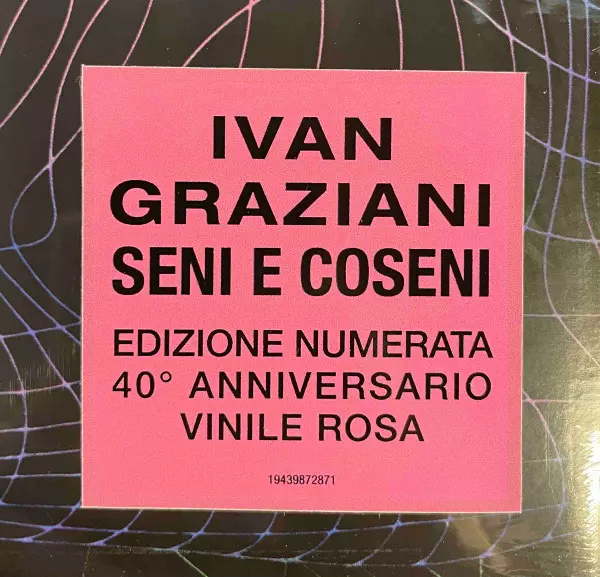 IVAN
GRAZIANI
SENI E COSENI
EDIZIONE NUMERATA
40° ANNIVERSARIO
VINILE ROSA
19439872871